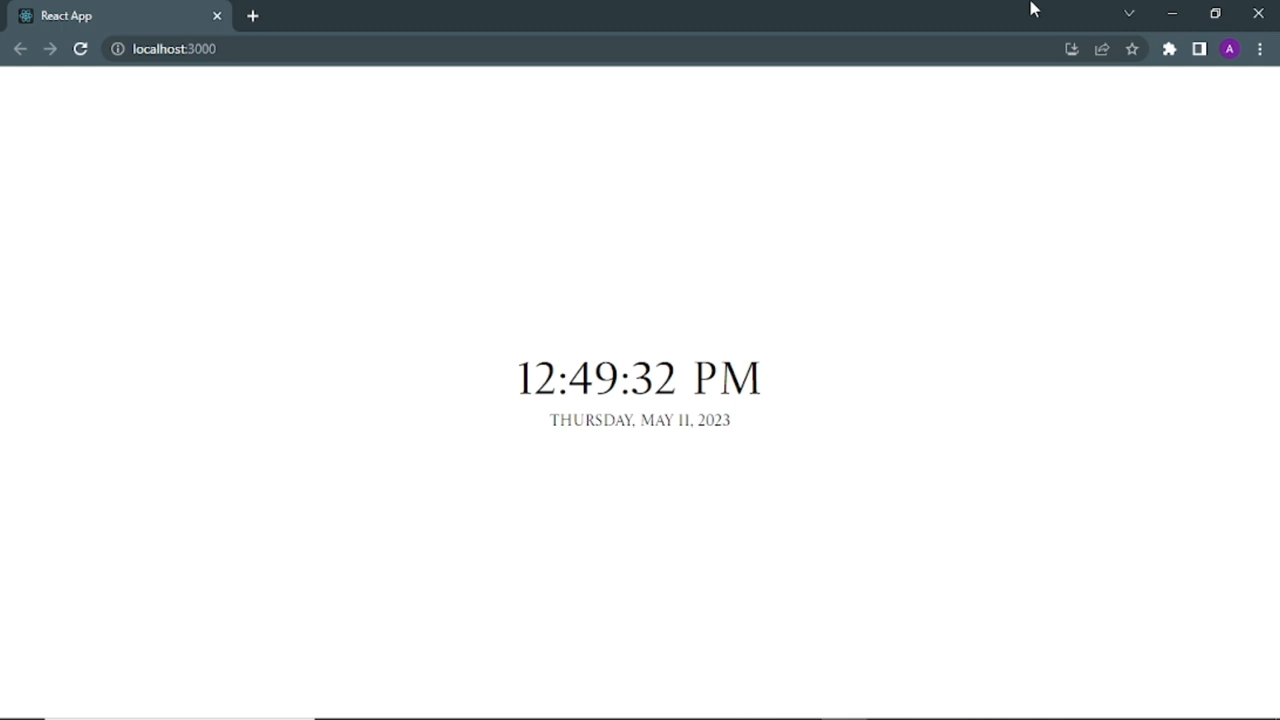 React App
localhost:3000
A
12:49:32 PM
THURSDAY, MAY 11, 2023